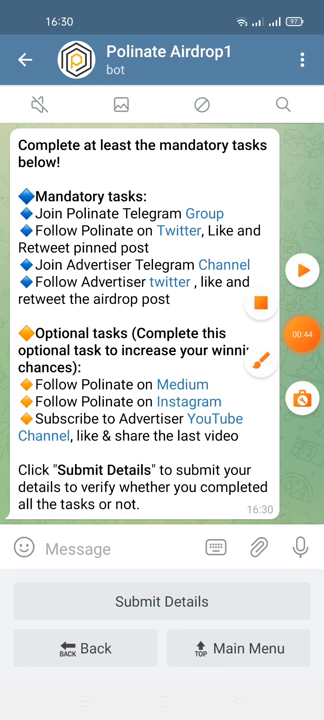 16:30
97
Polinate Airdrop1
bot
Complete at least the mandatory tasks
below!
🔷Mandatory tasks:
🔹Join Polinate Telegram Group
🔹Follow Polinate on Twitter, Like and
Retweet pinned post
🔹Join Advertiser Telegram Channel
🔹Follow Advertiser twitter , like and
retweet the airdrop post
🔶Optional tasks (Complete this
optional task to increase your
chances):
🔸Follow Polinate on Medium
🔸Follow Polinate on Instagram
🔸Subscribe to Advertiser YouTube
Channel, like & share the last video
Click "Submit Details" to submit your
details to verify whether you completed
all the tasks or not.
16:30
00:44
Message
Submit Details
BACK Back
TOP Main Menu